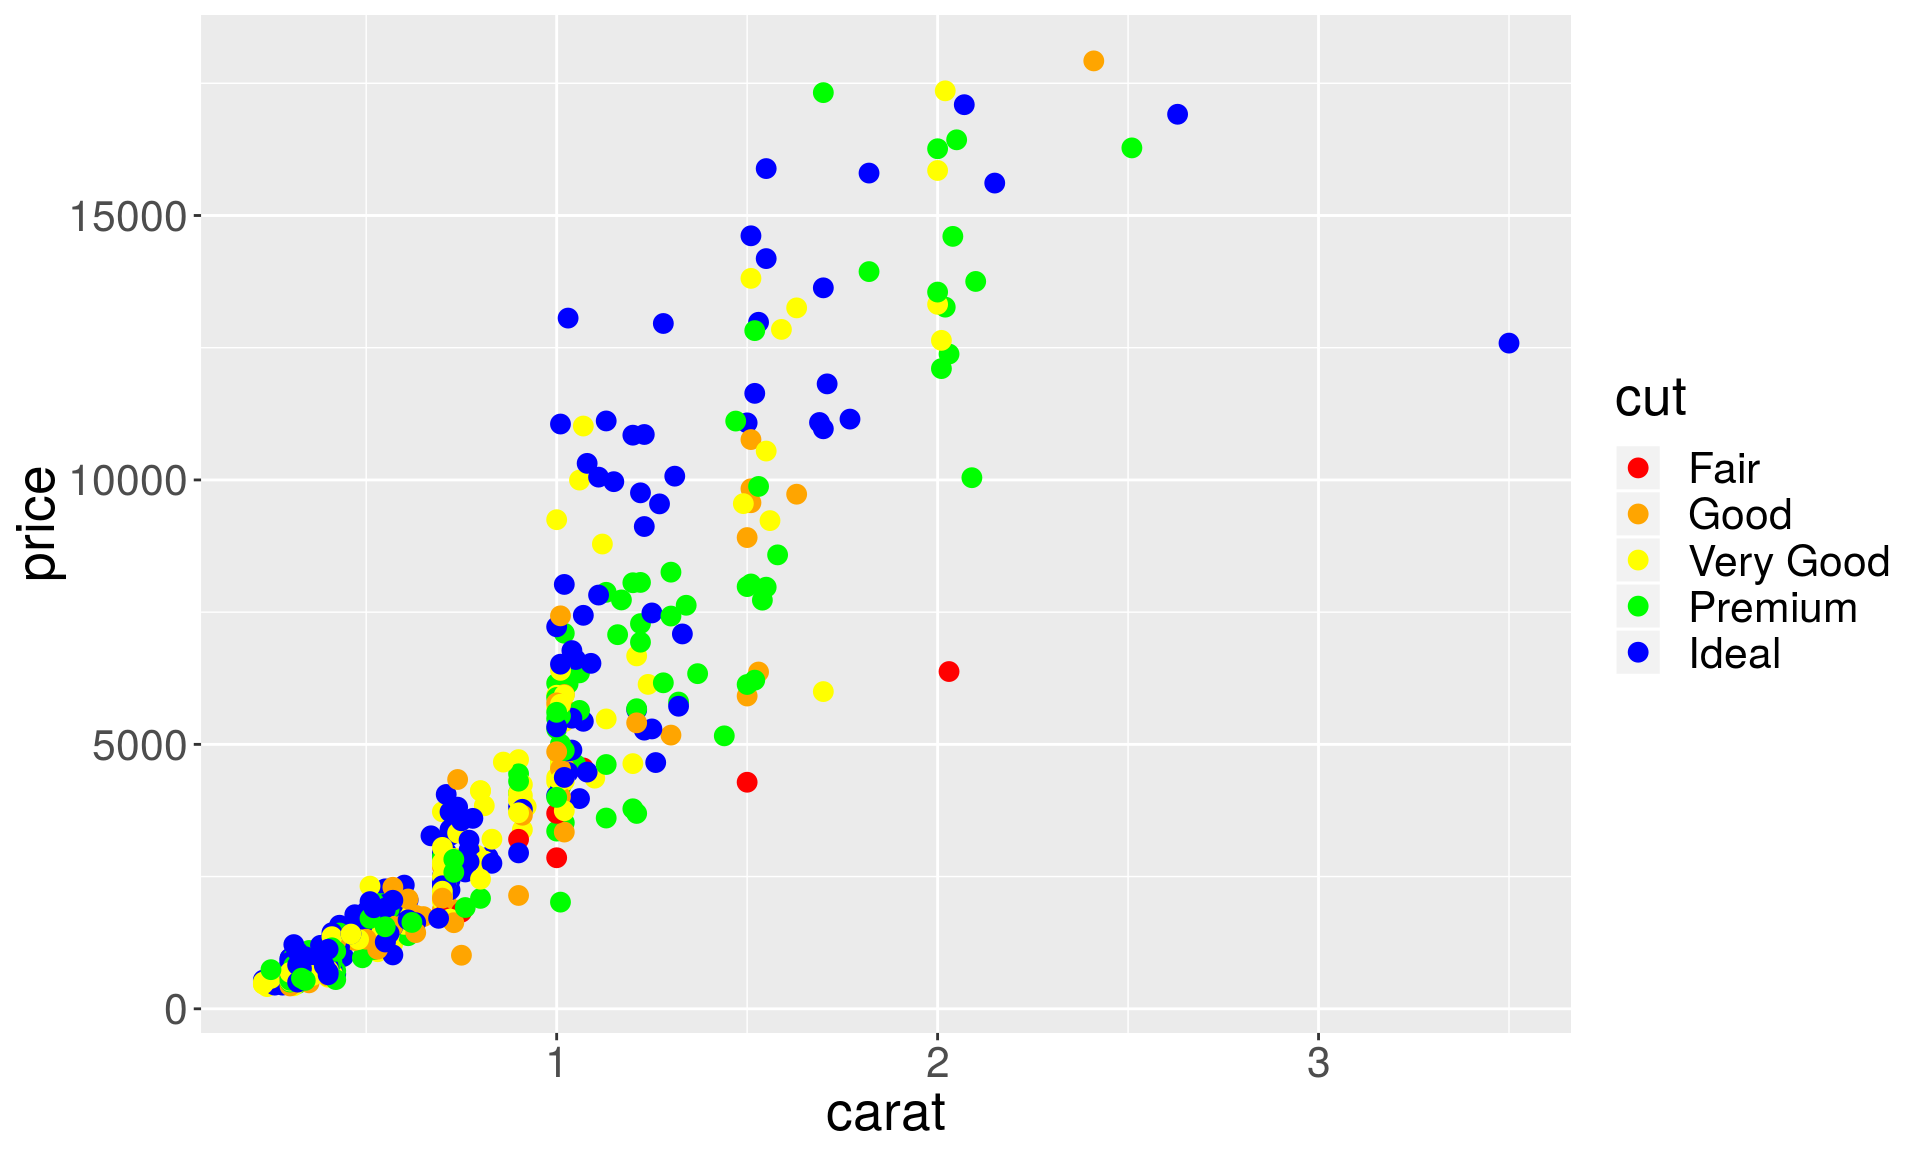 15000
10000
5000
0
price
1
2
3
carat
cut
Fair
Good
Very Good
Premium
Ideal